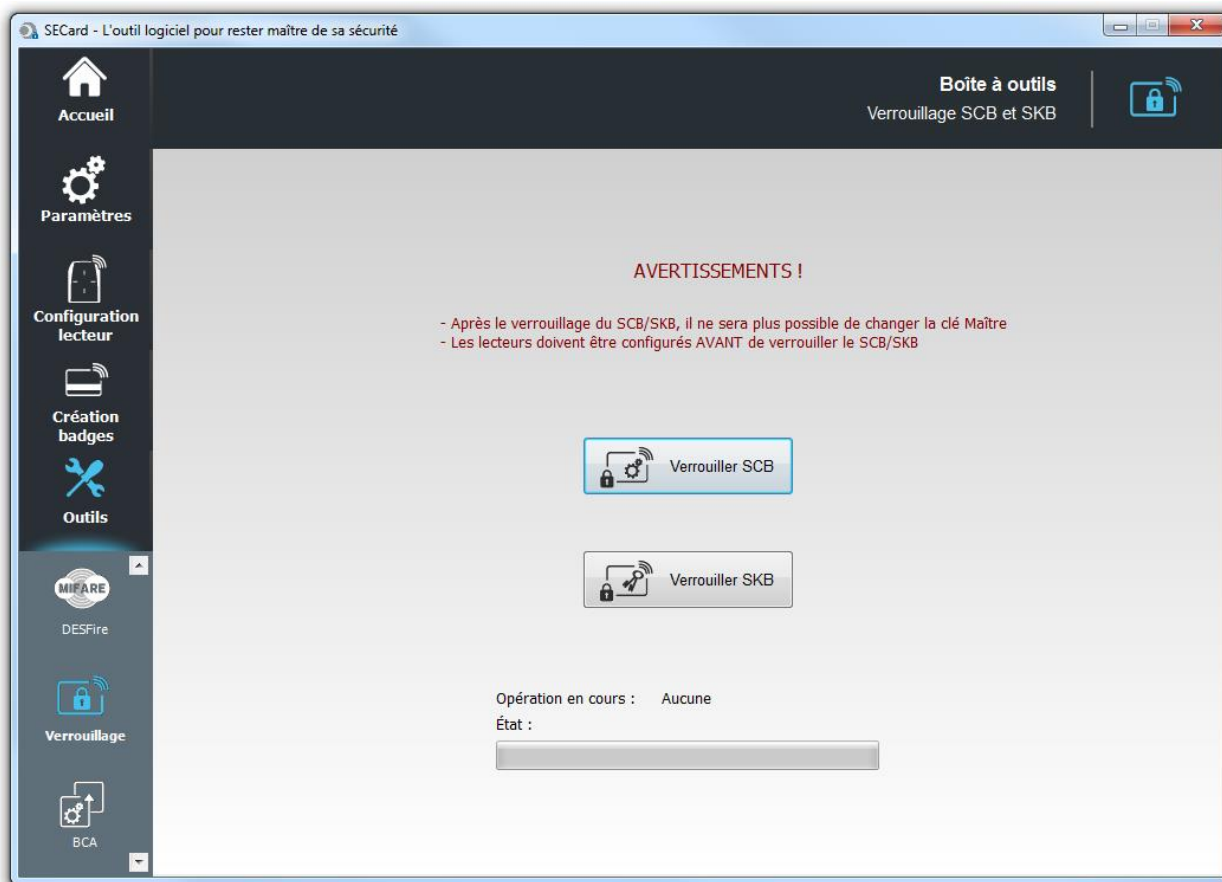 SECard - L'outil logiciel pour rester maître de sa sécurité
Accueil
Boîte à outils
Verrouillage SCB et SKB
Paramètres
Configuration
lecteur
Création
badges
Outils
MIFARE
DESFire
Verrouillage
BCA
AVERTISSEMENTS !
- Après le verrouillage du SCB/SKB, il ne sera plus possible de changer la clé Maître
- Les lecteurs doivent être configurés AVANT de verrouiller le SCB/SKB
Verrouiller SCB
Verrouiller SKB
Opération en cours : Aucune
État :